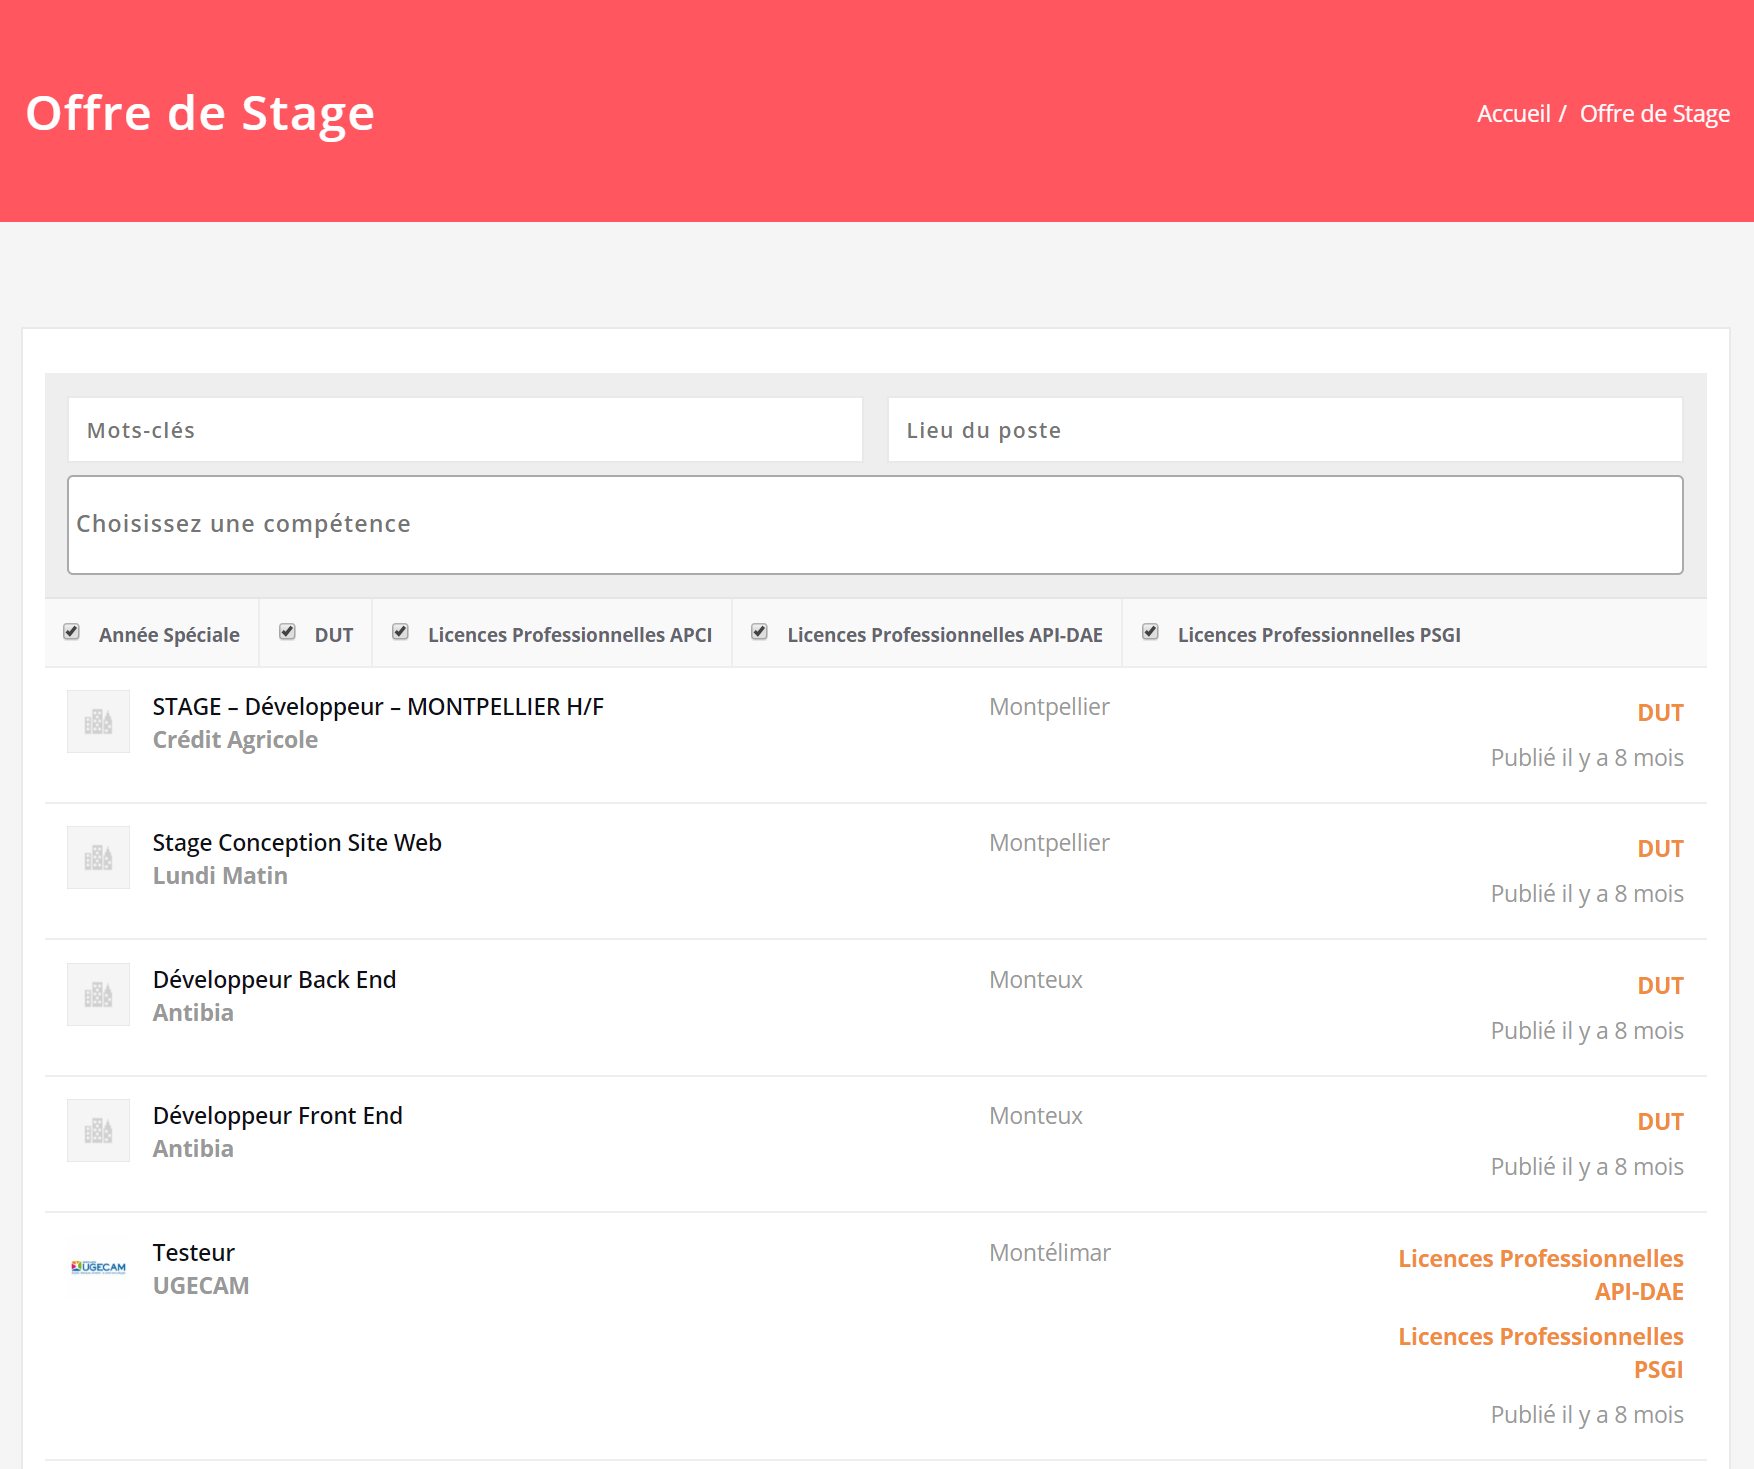 Offre de Stage
Accueil / Offre de Stage
Mots-clés
Lieu du poste
Choisissez une compétence
Année Spéciale
DUT
Licences Professionnelles APCI
Licences Professionnelles API-DAE
Licences Professionnelles PSGI
STAGE – Développeur – MONTPELLIER H/F
Crédit Agricole
Montpellier
DUT
Publié il y a 8 mois
Stage Conception Site Web
Lundi Matin
Montpellier
DUT
Publié il y a 8 mois
Développeur Back End
Antibia
Monteux
DUT
Publié il y a 8 mois
Développeur Front End
Antibia
Monteux
DUT
Publié il y a 8 mois
UGECAM
Testeur
UGECAM
Montélimar
Licences Professionnelles
API-DAE
Licences Professionnelles
PSGI
Publié il y a 8 mois